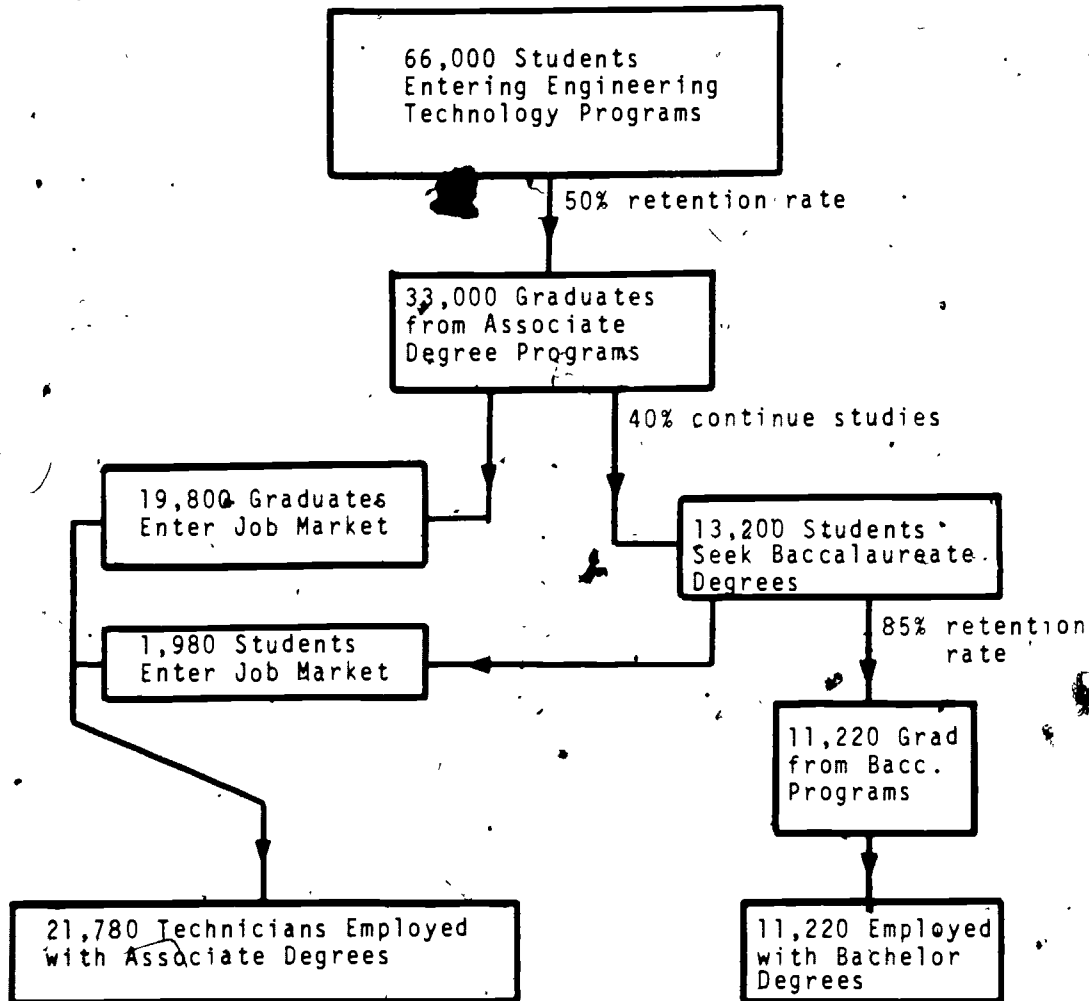 66,000 Students
Entering Engineering
Technology Programs
50% retention rate
33,000 Graduates
from Associate
Degree Programs
40% continue studies
19,800 Graduates
Enter Job Market
13,200 Students
Seek Baccalaureate
Degrees
1,980 Students
Enter Job Market
85% retention
rate
11,220 Grad
from Bacc.
Programs
21,780 Technicians Employed
with Associate Degrees
11,220 Employed
with Bachelor
Degrees